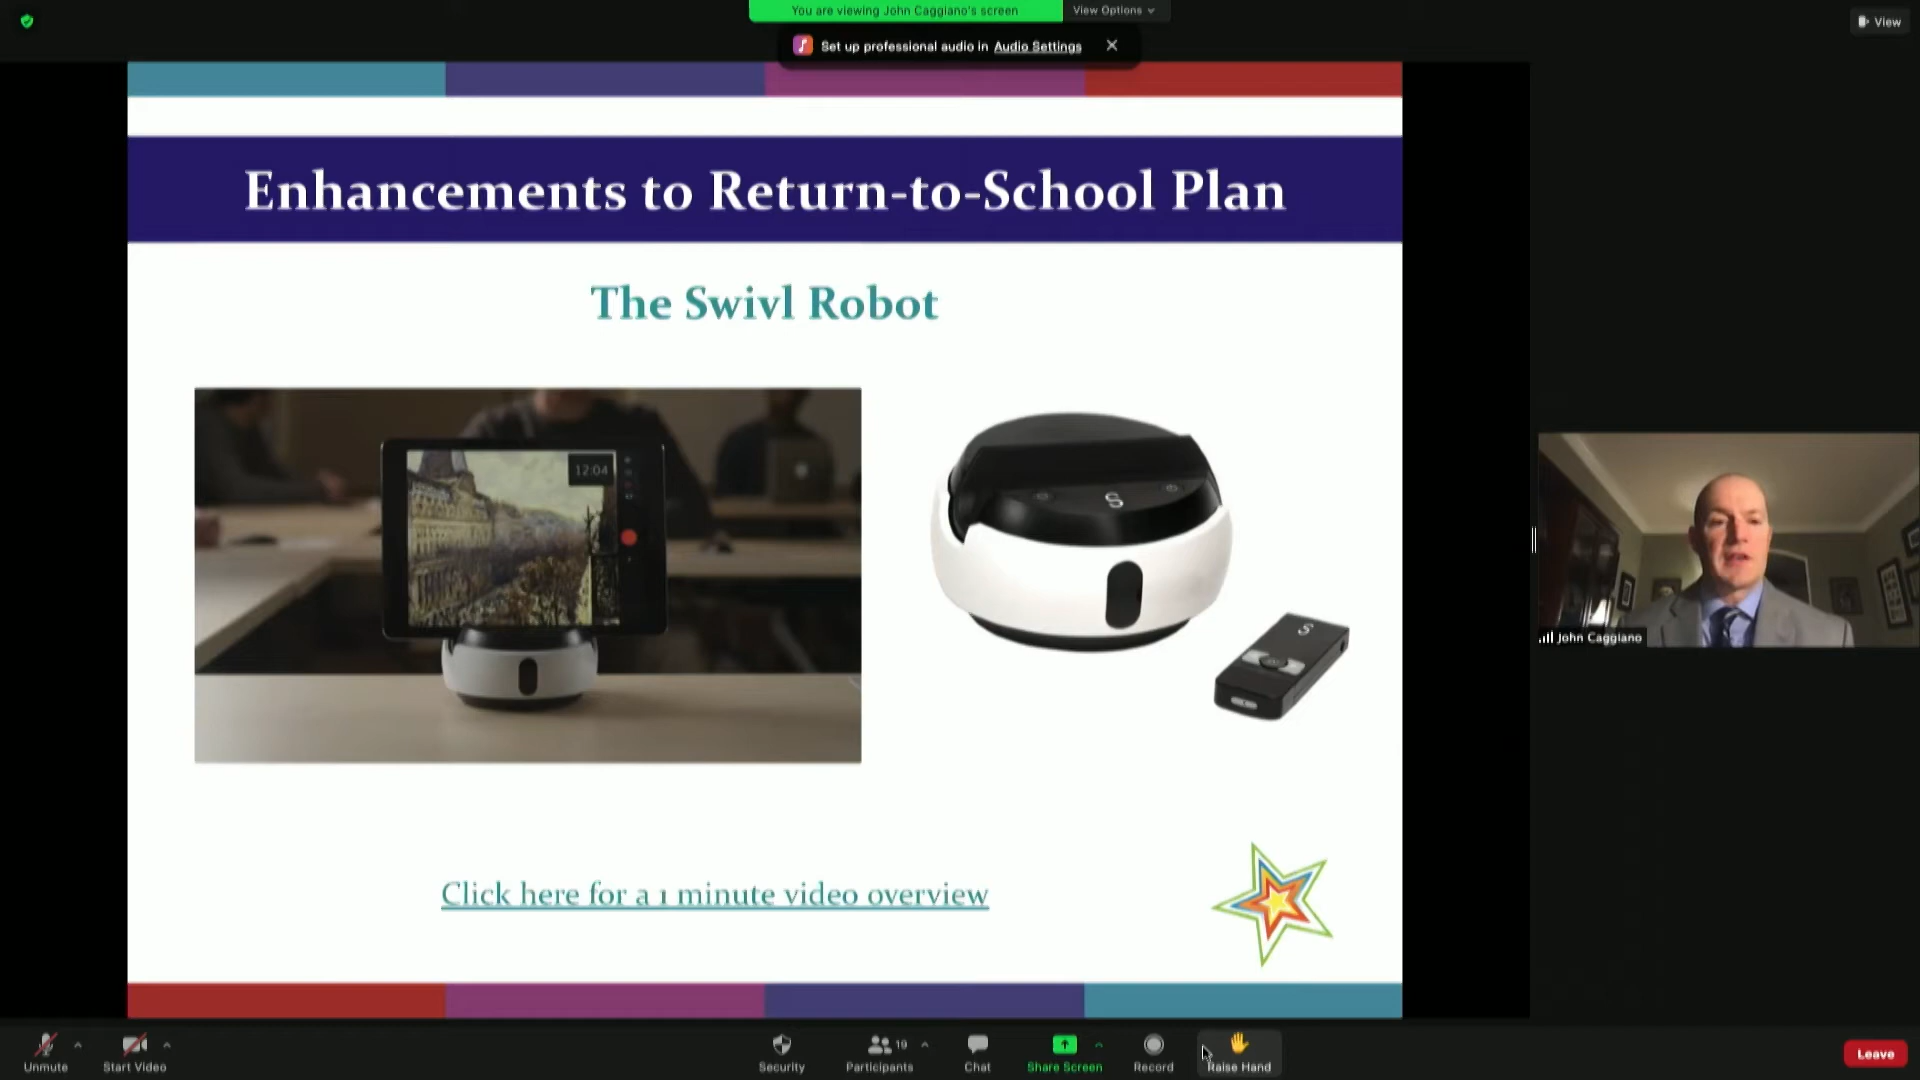 You are viewing John Caggiano's screen
View Options
View
Set up professional audio in Audio Settings
Enhancements to Return-to-School Plan
The Swivl Robot
12:04
John Caggiano
Click here for a 1 minute video overview
Unmute
Start Video
Security
19
Participants
Chat
Share Screen
Record
Raise Hand
Leave